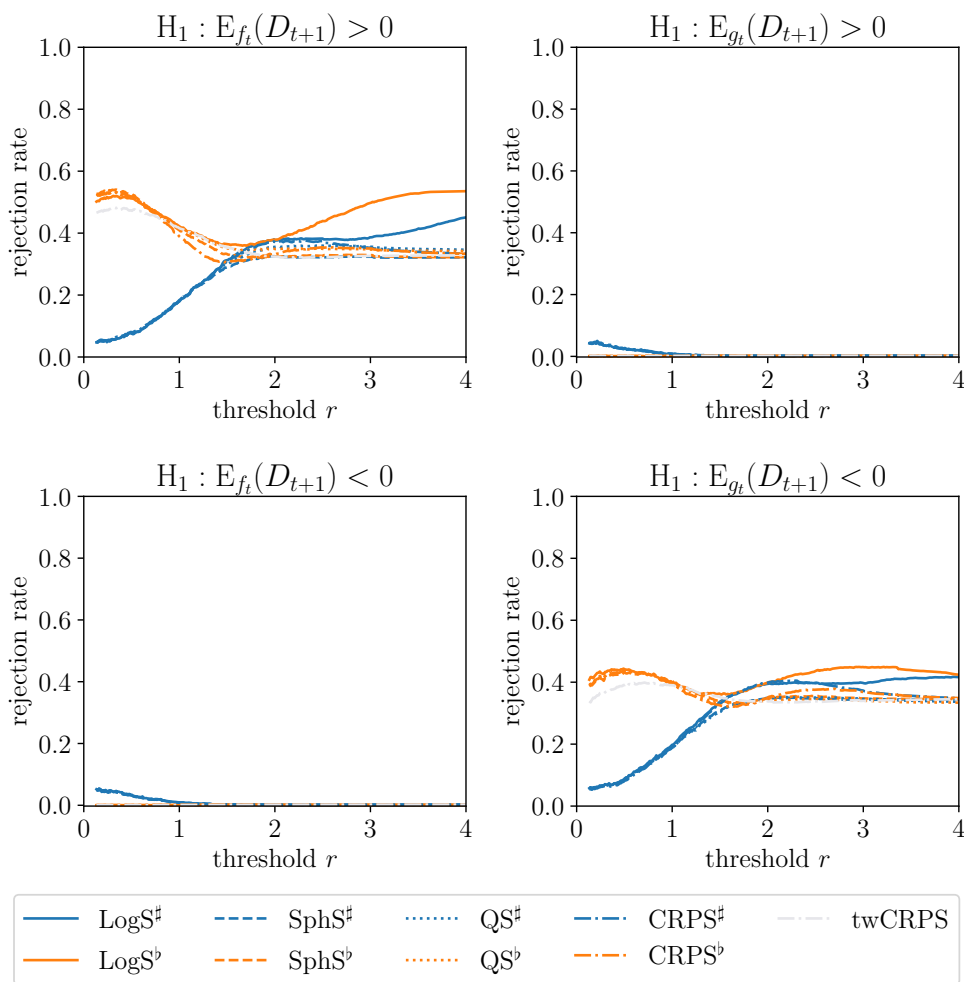 H₁ : E_{f_t}(D_{t+1}) > 0
H₁ : E_{g_t}(D_{t+1}) > 0
1.0
0.8
0.6
0.4
0.2
0.0
rejection rate
0 1 2 3 4
threshold r
1.0
0.8
0.6
0.4
0.2
0.0
rejection rate
0 1 2 3 4
threshold r
H₁ : E_{f_t}(D_{t+1}) < 0
H₁ : E_{g_t}(D_{t+1}) < 0
1.0
0.8
0.6
0.4
0.2
0.0
rejection rate
0 1 2 3 4
threshold r
1.0
0.8
0.6
0.4
0.2
0.0
rejection rate
0 1 2 3 4
threshold r
LogS♯ SphS♯ QS♯ CRPS♯ twCRPS
LogS♭ SphS♭ QS♭ CRPS♭